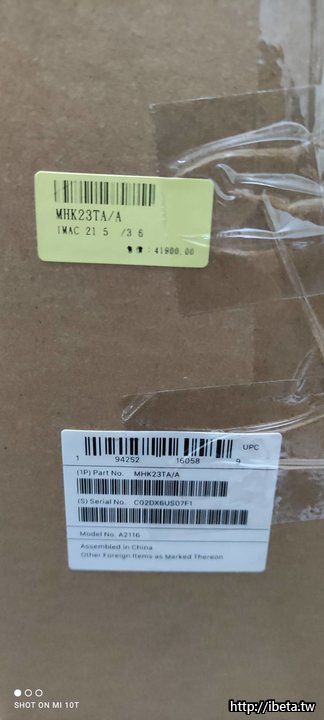 MHK23TA/A
IMAC 21 5 /3 6
售價：41900.00
UPC
1 94252 16058 9
(1P) Part No. MHK23TA/A
(S) Serial No. C02DX6US07F1
Model No. A2116
Assembled in China
Other Foreign Items as Marked Thereon
SHOT ON MI 10T
http://ibeta.tw